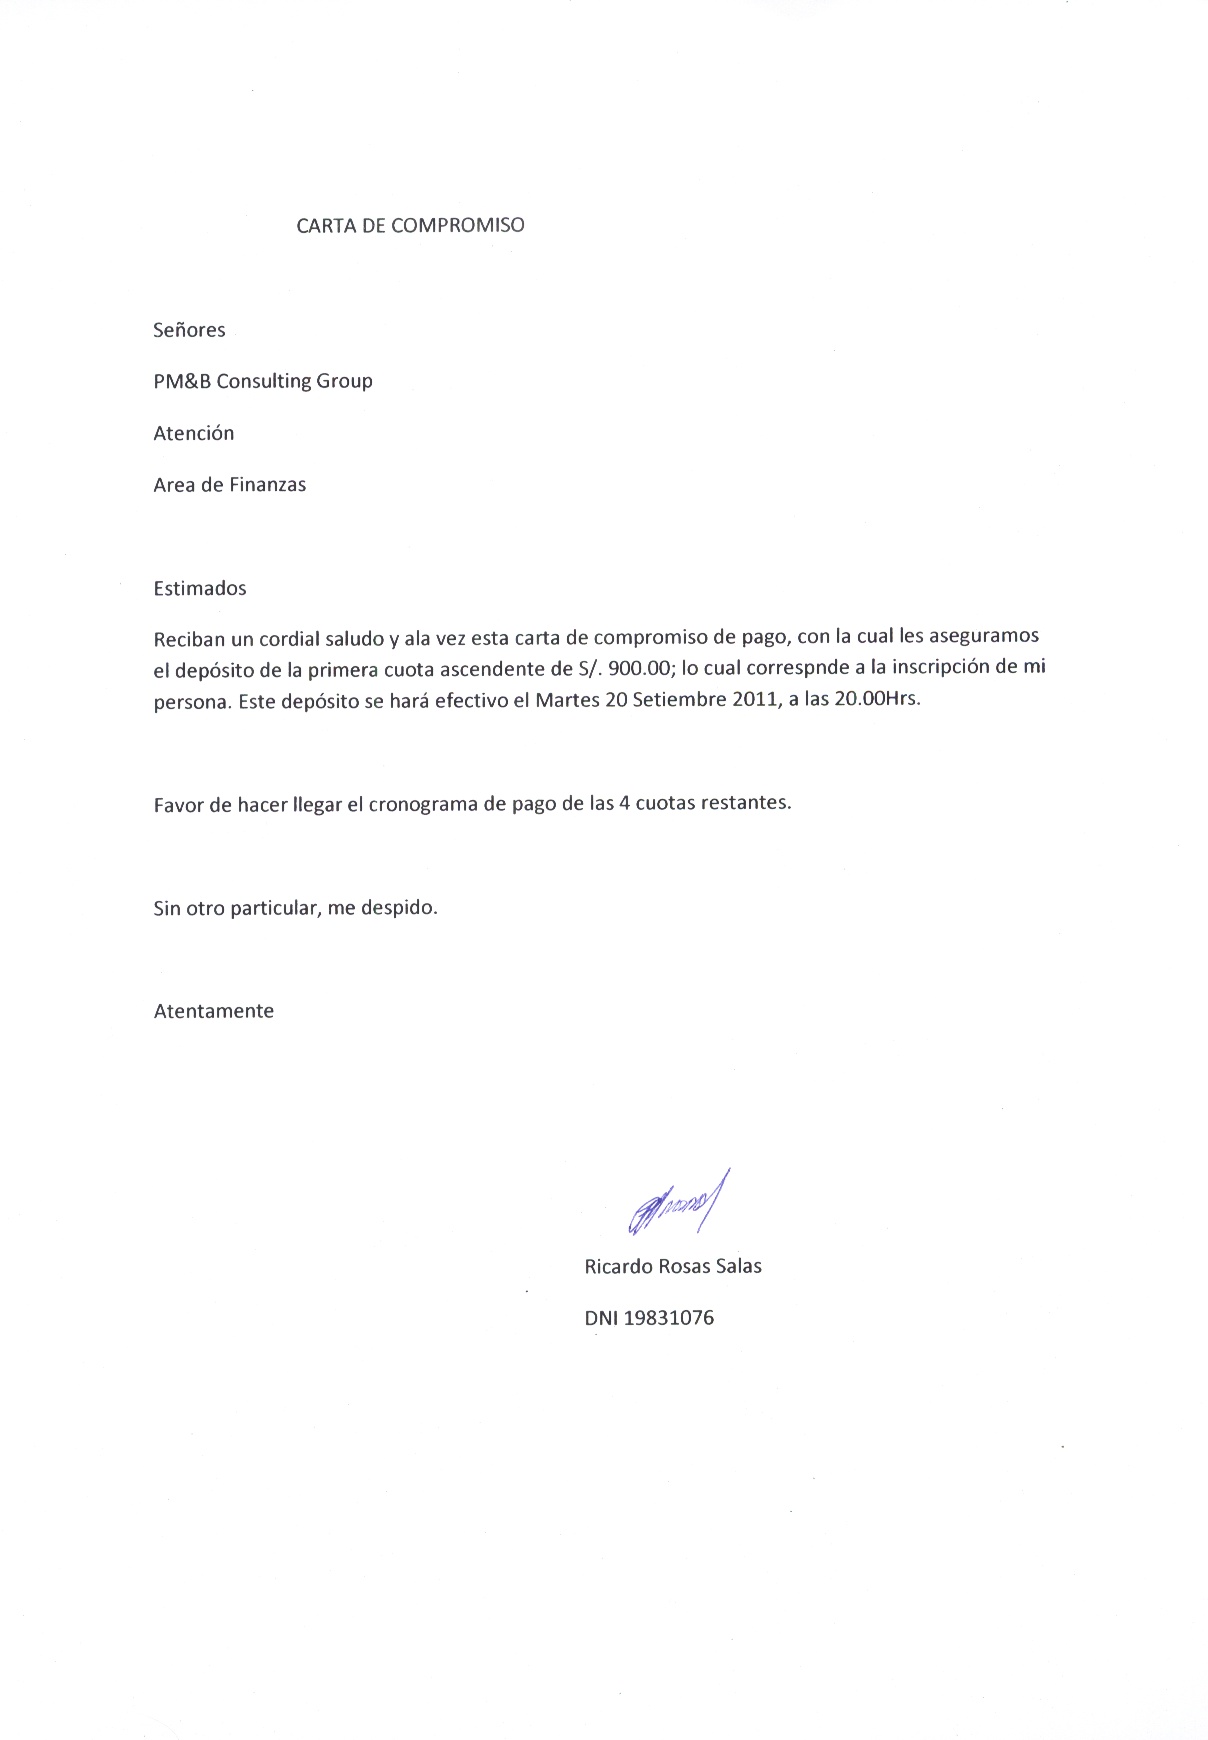 CARTA DE COMPROMISO
Señores
PM&B Consulting Group
Atención
Area de Finanzas
Estimados
Reciban un cordial saludo y ala vez esta carta de compromiso de pago, con la cual les aseguramos
el depósito de la primera cuota ascendente de S/. 900.00; lo cual correspnde a la inscripción de mi
persona. Este depósito se hará efectivo el Martes 20 Setiembre 2011, a las 20.00Hrs.
Favor de hacer llegar el cronograma de pago de las 4 cuotas restantes.
Sin otro particular, me despido.
Atentamente
Ricardo Rosas Salas
DNI 19831076